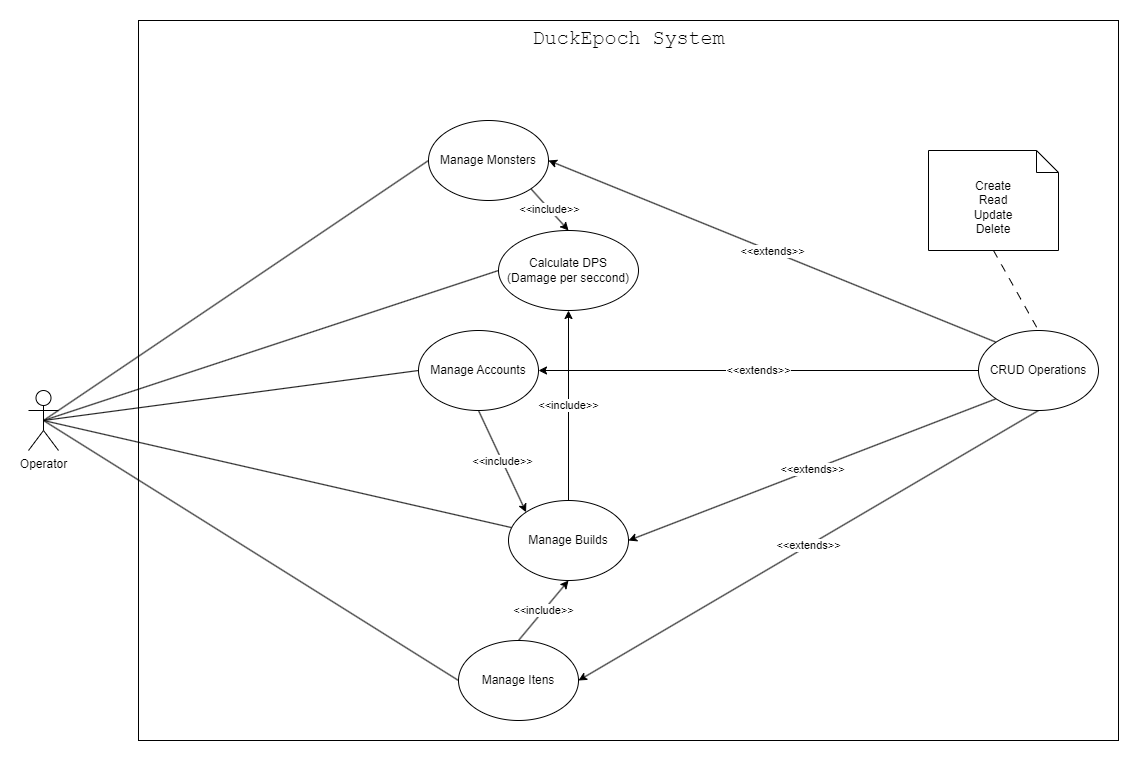 DuckEpoch System
Manage Monsters
<<include>>
Create
Read
Update
Delete
<<extends>>
Calculate DPS
(Damage per seccond)
Manage Accounts
<<extends>>
CRUD Operations
<<include>>
Operator
<<include>>
<<extends>>
Manage Builds
<<extends>>
<<include>>
Manage Itens